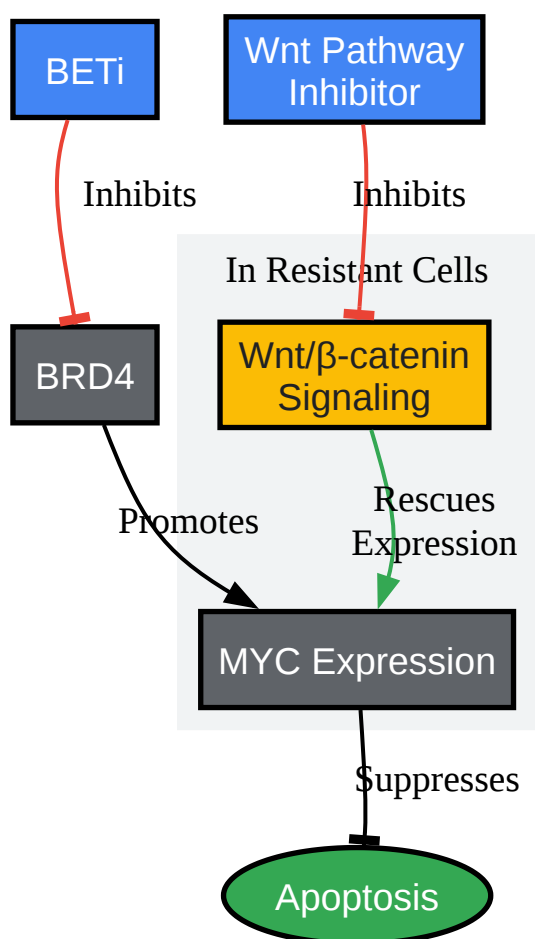 BETi
Wnt Pathway
Inhibitor
Inhibits
Inhibits
In Resistant Cells
BRD4
Wnt/β-catenin
Signaling
Promotes
Rescues
Expression
MYC Expression
Suppresses
Apoptosis